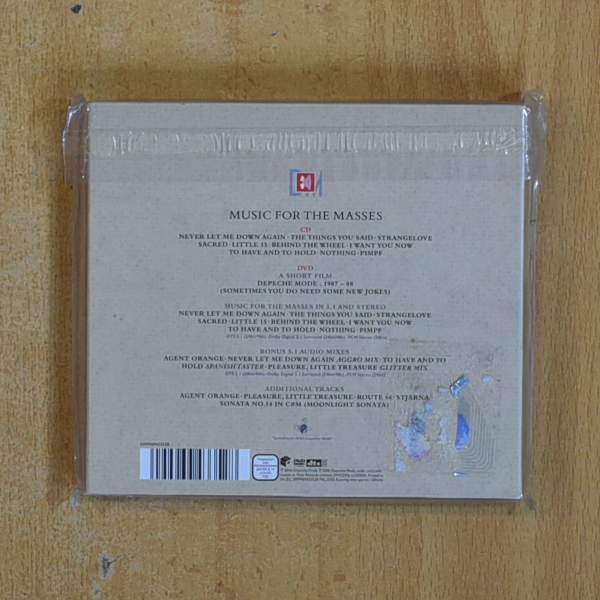 MUSIC FOR THE MASSES
CD
NEVER LET ME DOWN AGAIN · THE THINGS YOU SAID · STRANGELOVE
SACRED · LITTLE 15 · BEHIND THE WHEEL · I WANT YOU NOW
TO HAVE AND TO HOLD · NOTHING · PIMPF
DVD
A SHORT FILM
DEPECHE MODE : 1987 – 88
(SOMETIMES YOU DO NEED SOME NEW JOKES)
MUSIC FOR THE MASSES IN 5.1 AND STEREO
NEVER LET ME DOWN AGAIN · THE THINGS YOU SAID · STRANGELOVE
SACRED · LITTLE 15 · BEHIND THE WHEEL · I WANT YOU NOW
TO HAVE AND TO HOLD · NOTHING · PIMPF
BONUS 5.1 AUDIO MIXES
AGENT ORANGE · NEVER LET ME DOWN AGAIN AGGRO MIX · TO HAVE AND TO
HOLD SPANISH TASTER · PLEASURE, LITTLE TREASURE GLITTER MIX
ADDITIONAL TRACKS
AGENT ORANGE · PLEASURE, LITTLE TREASURE · ROUTE 66 · STJARNA
SONATA NO.14 IN C#M (MOONLIGHT SONATA)
DVD
dts